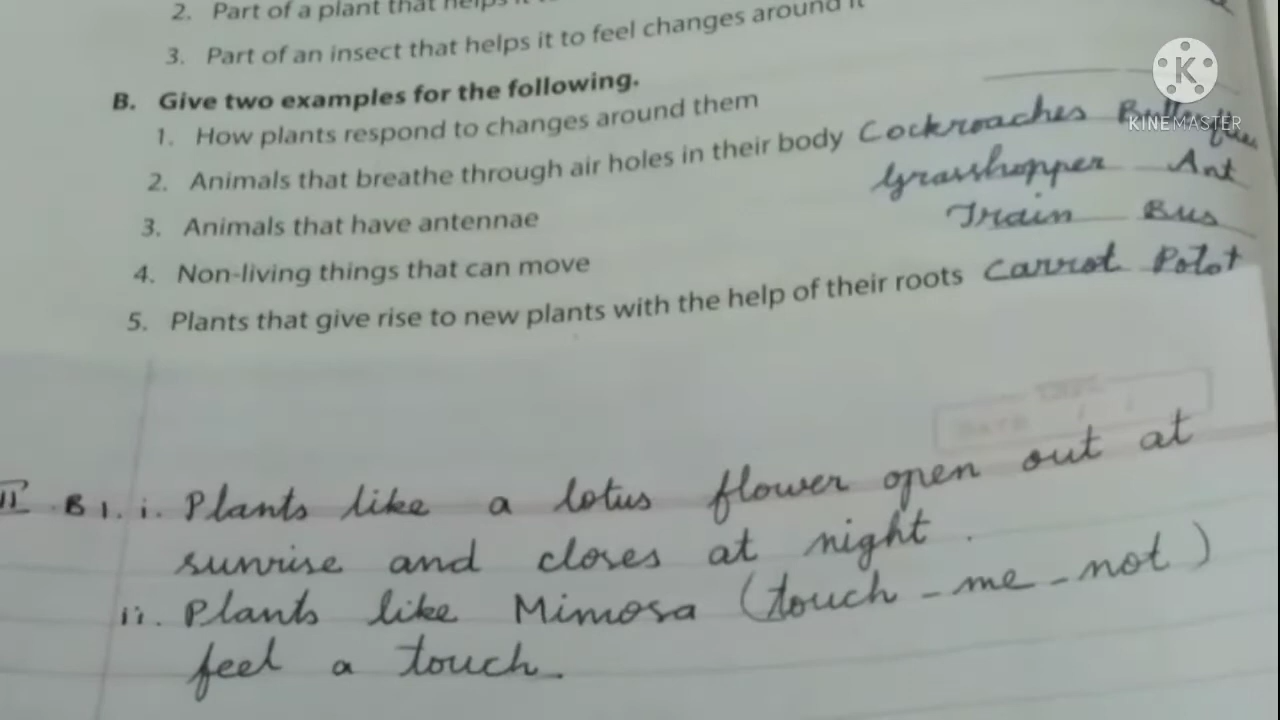 2. Part of a plant that helps it
3. Part of an insect that helps it to feel changes around it
B. Give two examples for the following.
1. How plants respond to changes around them
2. Animals that breathe through air holes in their body Cockroaches Butterflies
3. Animals that have antennae Grasshopper Ant
4. Non-living things that can move Train Bus
5. Plants that give rise to new plants with the help of their roots Carrot Potot
K
KINEMASTER
II B 1. i. Plants like a lotus flower open out at
sunrise and closes at night.
ii. Plants like Mimosa (touch-me-not)
feel a touch.